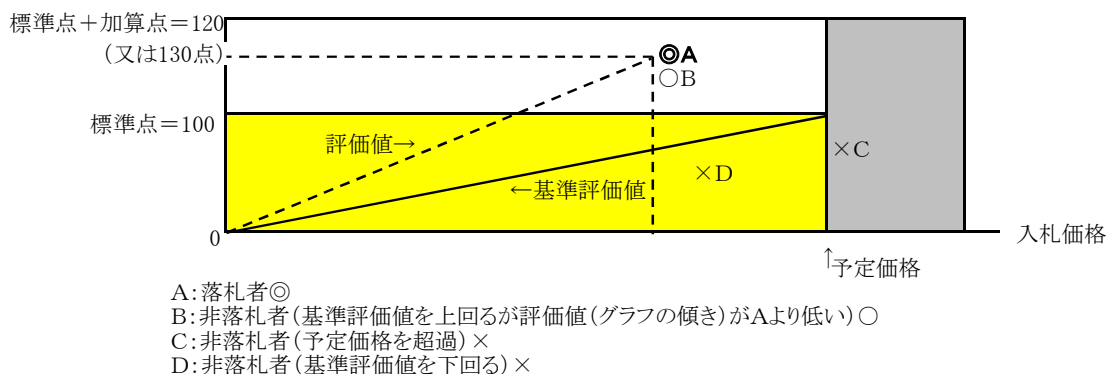 標準点+加算点=120
(又は130点)
◎A
○B
標準点=100
評価値→
×C
×D
←基準評価値
0
入札価格
↑予定価格
A:落札者◎
B:非落札者(基準評価値を上回るが評価値(グラフの傾き)がAより低い)○
C:非落札者(予定価格を超過)×
D:非落札者(基準評価値を下回る)×